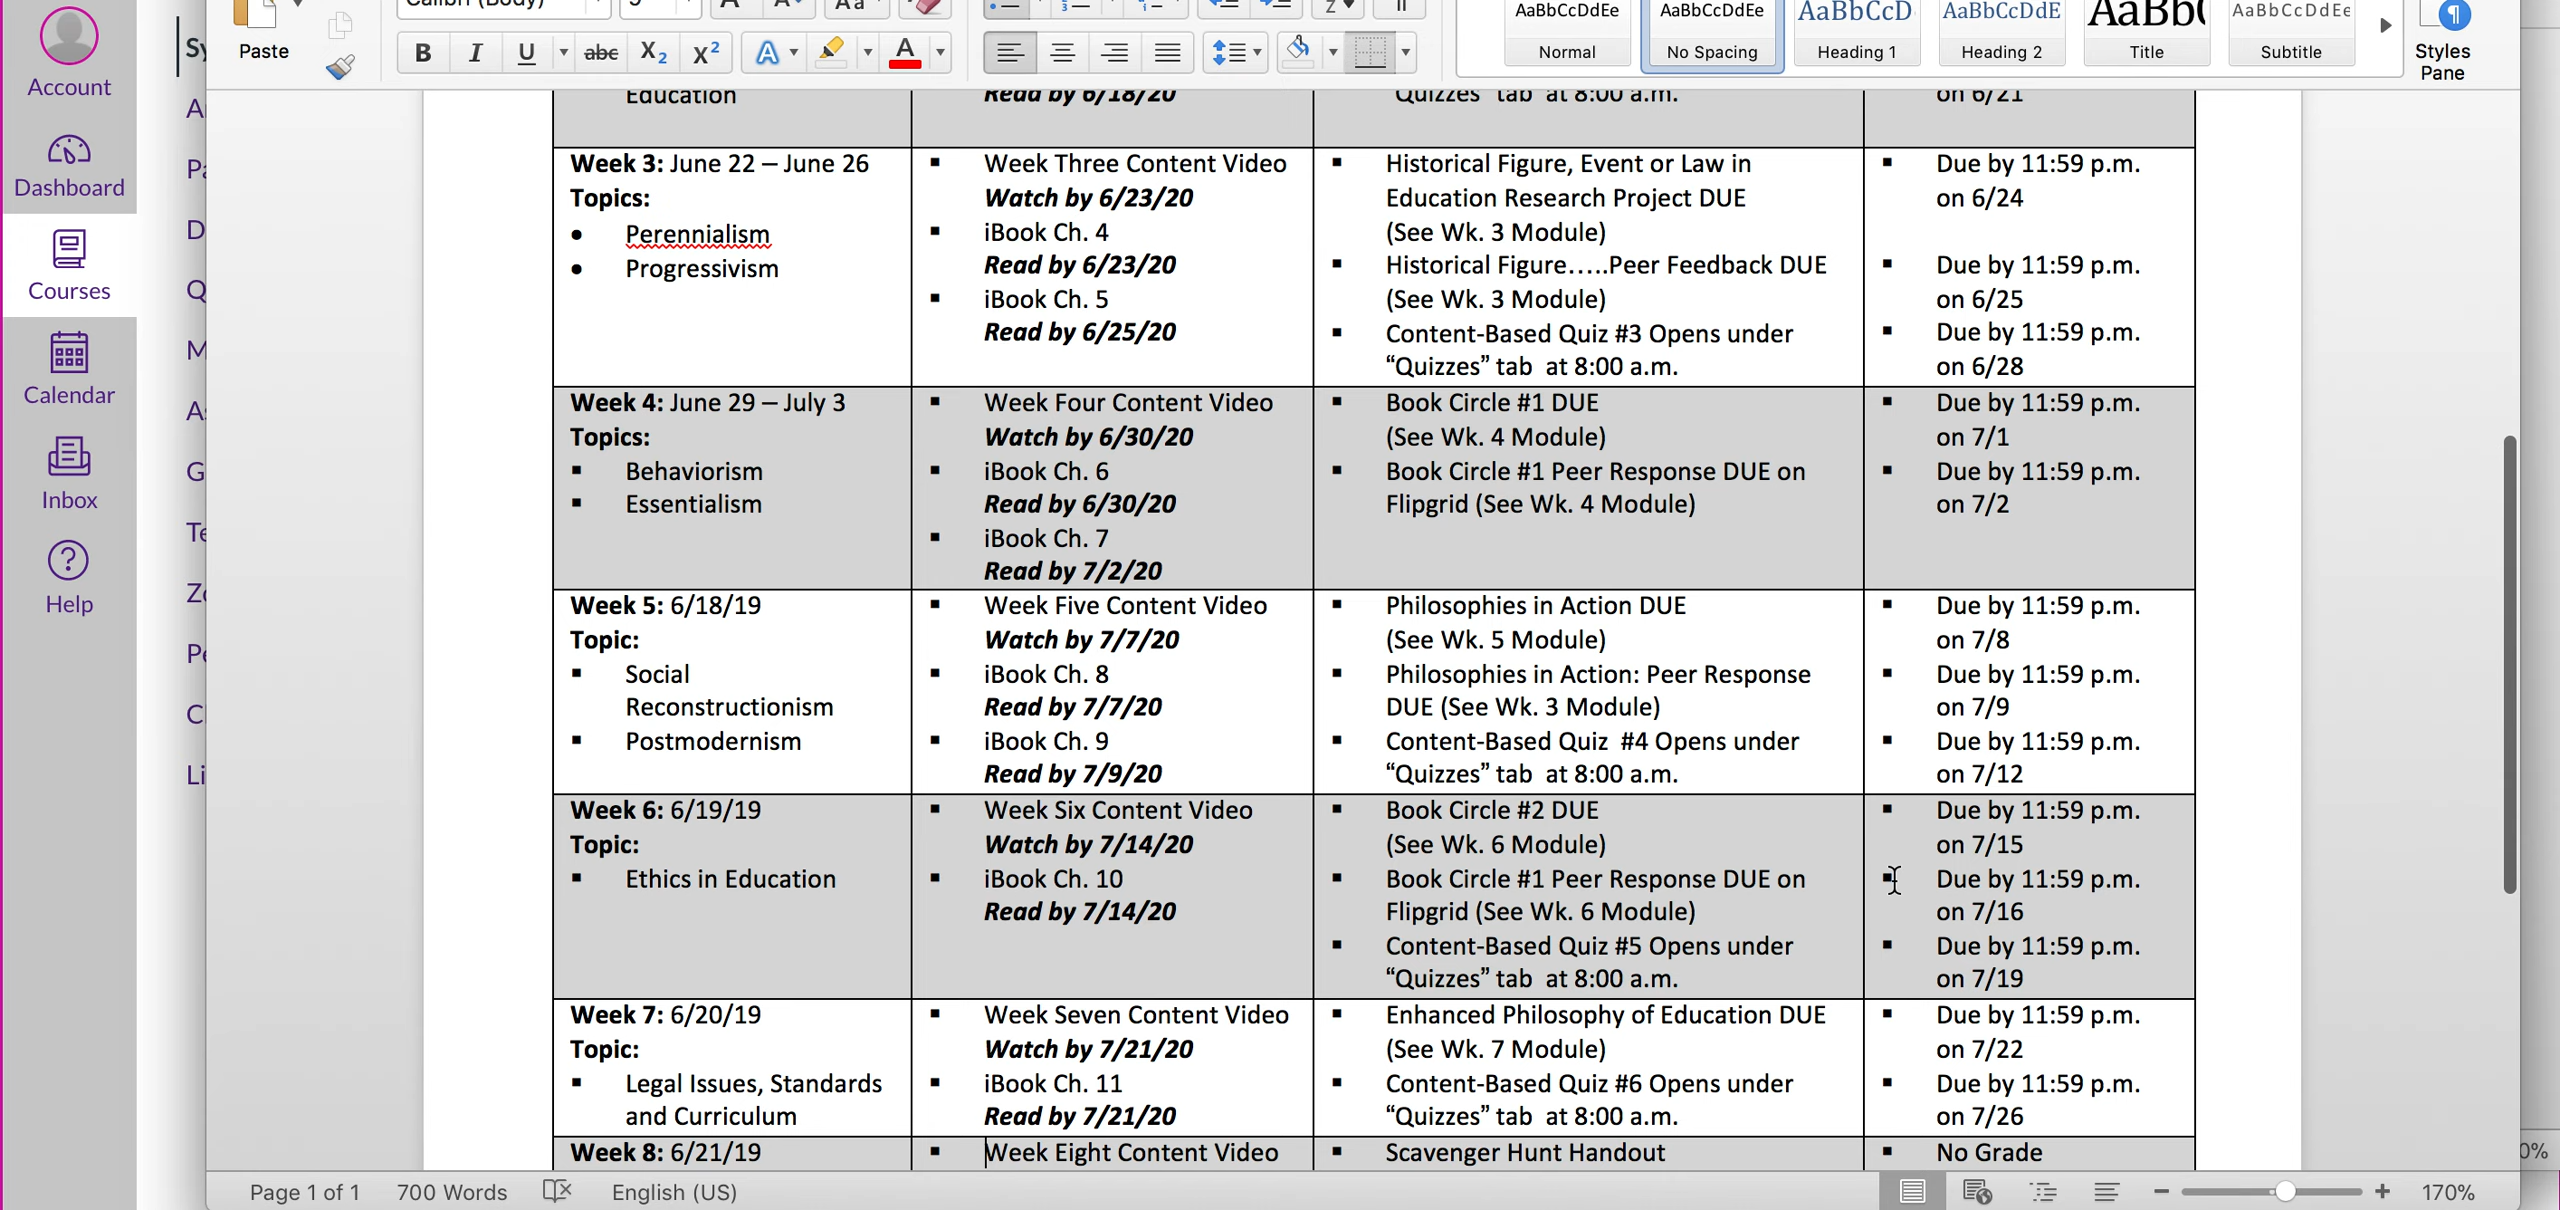 Account
Dashboard
Courses
Calendar
Inbox
Help
Sy
A
Pa
D
Q
M
As
G
Te
Zo
Pe
Cl
Li
Paste
Calibri (Body)
B I U abc X2 X2 A A
Aa
AaBbCcDdEe
Normal
AaBbCcDdEe
No Spacing
AaBbCcD
Heading 1
AaBbCcDdE
Heading 2
AaBb(
Title
AaBbCcDdEe
Subtitle
Styles
Pane
Education
Read by 6/18/20
"Quizzes" tab at 8:00 a.m.
on 6/21
Week 3: June 22 – June 26
Topics:
• Perennialism
• Progressivism
▪ Week Three Content Video
Watch by 6/23/20
▪ iBook Ch. 4
Read by 6/23/20
▪ iBook Ch. 5
Read by 6/25/20
▪ Historical Figure, Event or Law in
Education Research Project DUE
(See Wk. 3 Module)
▪ Historical Figure…..Peer Feedback DUE
(See Wk. 3 Module)
▪ Content-Based Quiz #3 Opens under
“Quizzes” tab at 8:00 a.m.
▪ Due by 11:59 p.m.
on 6/24
▪ Due by 11:59 p.m.
on 6/25
▪ Due by 11:59 p.m.
on 6/28
Week 4: June 29 – July 3
Topics:
▪ Behaviorism
▪ Essentialism
▪ Week Four Content Video
Watch by 6/30/20
▪ iBook Ch. 6
Read by 6/30/20
▪ iBook Ch. 7
Read by 7/2/20
▪ Book Circle #1 DUE
(See Wk. 4 Module)
▪ Book Circle #1 Peer Response DUE on
Flipgrid (See Wk. 4 Module)
▪ Due by 11:59 p.m.
on 7/1
▪ Due by 11:59 p.m.
on 7/2
Week 5: 6/18/19
Topic:
▪ Social
Reconstructionism
▪ Postmodernism
▪ Week Five Content Video
Watch by 7/7/20
▪ iBook Ch. 8
Read by 7/7/20
▪ iBook Ch. 9
Read by 7/9/20
▪ Philosophies in Action DUE
(See Wk. 5 Module)
▪ Philosophies in Action: Peer Response
DUE (See Wk. 3 Module)
▪ Content-Based Quiz #4 Opens under
“Quizzes” tab at 8:00 a.m.
▪ Due by 11:59 p.m.
on 7/8
▪ Due by 11:59 p.m.
on 7/9
▪ Due by 11:59 p.m.
on 7/12
Week 6: 6/19/19
Topic:
▪ Ethics in Education
▪ Week Six Content Video
Watch by 7/14/20
▪ iBook Ch. 10
Read by 7/14/20
▪ Book Circle #2 DUE
(See Wk. 6 Module)
▪ Book Circle #1 Peer Response DUE on
Flipgrid (See Wk. 6 Module)
▪ Content-Based Quiz #5 Opens under
“Quizzes” tab at 8:00 a.m.
▪ Due by 11:59 p.m.
on 7/15
▪ Due by 11:59 p.m.
on 7/16
▪ Due by 11:59 p.m.
on 7/19
Week 7: 6/20/19
Topic:
▪ Legal Issues, Standards
and Curriculum
▪ Week Seven Content Video
Watch by 7/21/20
▪ iBook Ch. 11
Read by 7/21/20
▪ Enhanced Philosophy of Education DUE
(See Wk. 7 Module)
▪ Content-Based Quiz #6 Opens under
“Quizzes” tab at 8:00 a.m.
▪ Due by 11:59 p.m.
on 7/22
▪ Due by 11:59 p.m.
on 7/26
Week 8: 6/21/19
▪ Week Eight Content Video
▪ Scavenger Hunt Handout
▪ No Grade
Page 1 of 1 700 Words English (US)
170%
0%